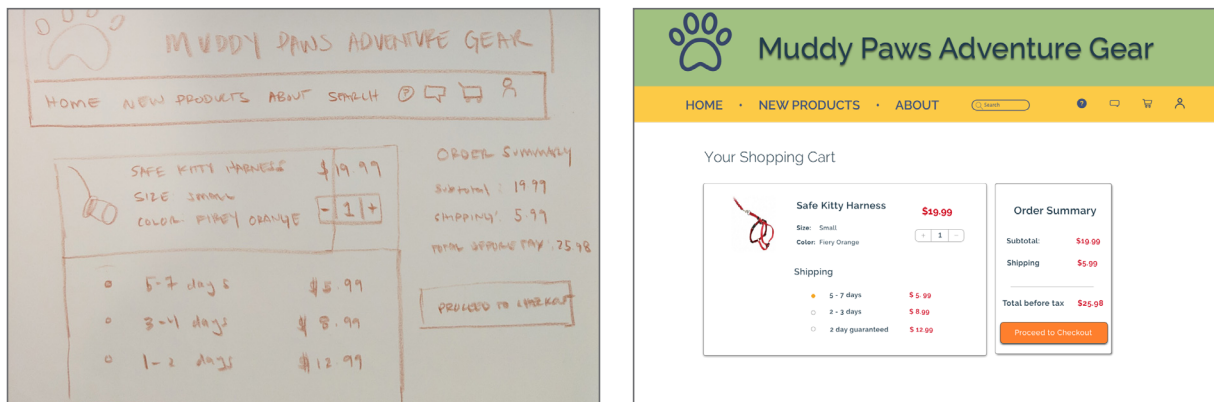 MUDDY PAWS ADVENTURE GEAR
HOME NEW PRODUCTS ABOUT SEARCH ?
SAFE KITTY HARNESS $19.99
SIZE SMALL
COLOR: FIREY ORANGE - 1 +
5-7 days $5.99
3-4 days $8.99
1-2 days $12.99
ORDER SUMMARY
Subtotal: 19.99
SHIPPING: 5.99
TOTAL BEFORE TAX: 25.98
PROCEED TO CHECKOUT
Muddy Paws Adventure Gear
HOME • NEW PRODUCTS • ABOUT Search ?
Your Shopping Cart
Safe Kitty Harness $19.99
Size: Small
Color: Fiery Orange + 1 -
Shipping
5 - 7 days $ 5. 99
2 - 3 days $ 8.99
2 day guaranteed $ 12.99
Order Summary
Subtotal: $19.99
Shipping $5.99
Total before tax $25.98
Proceed to Checkout